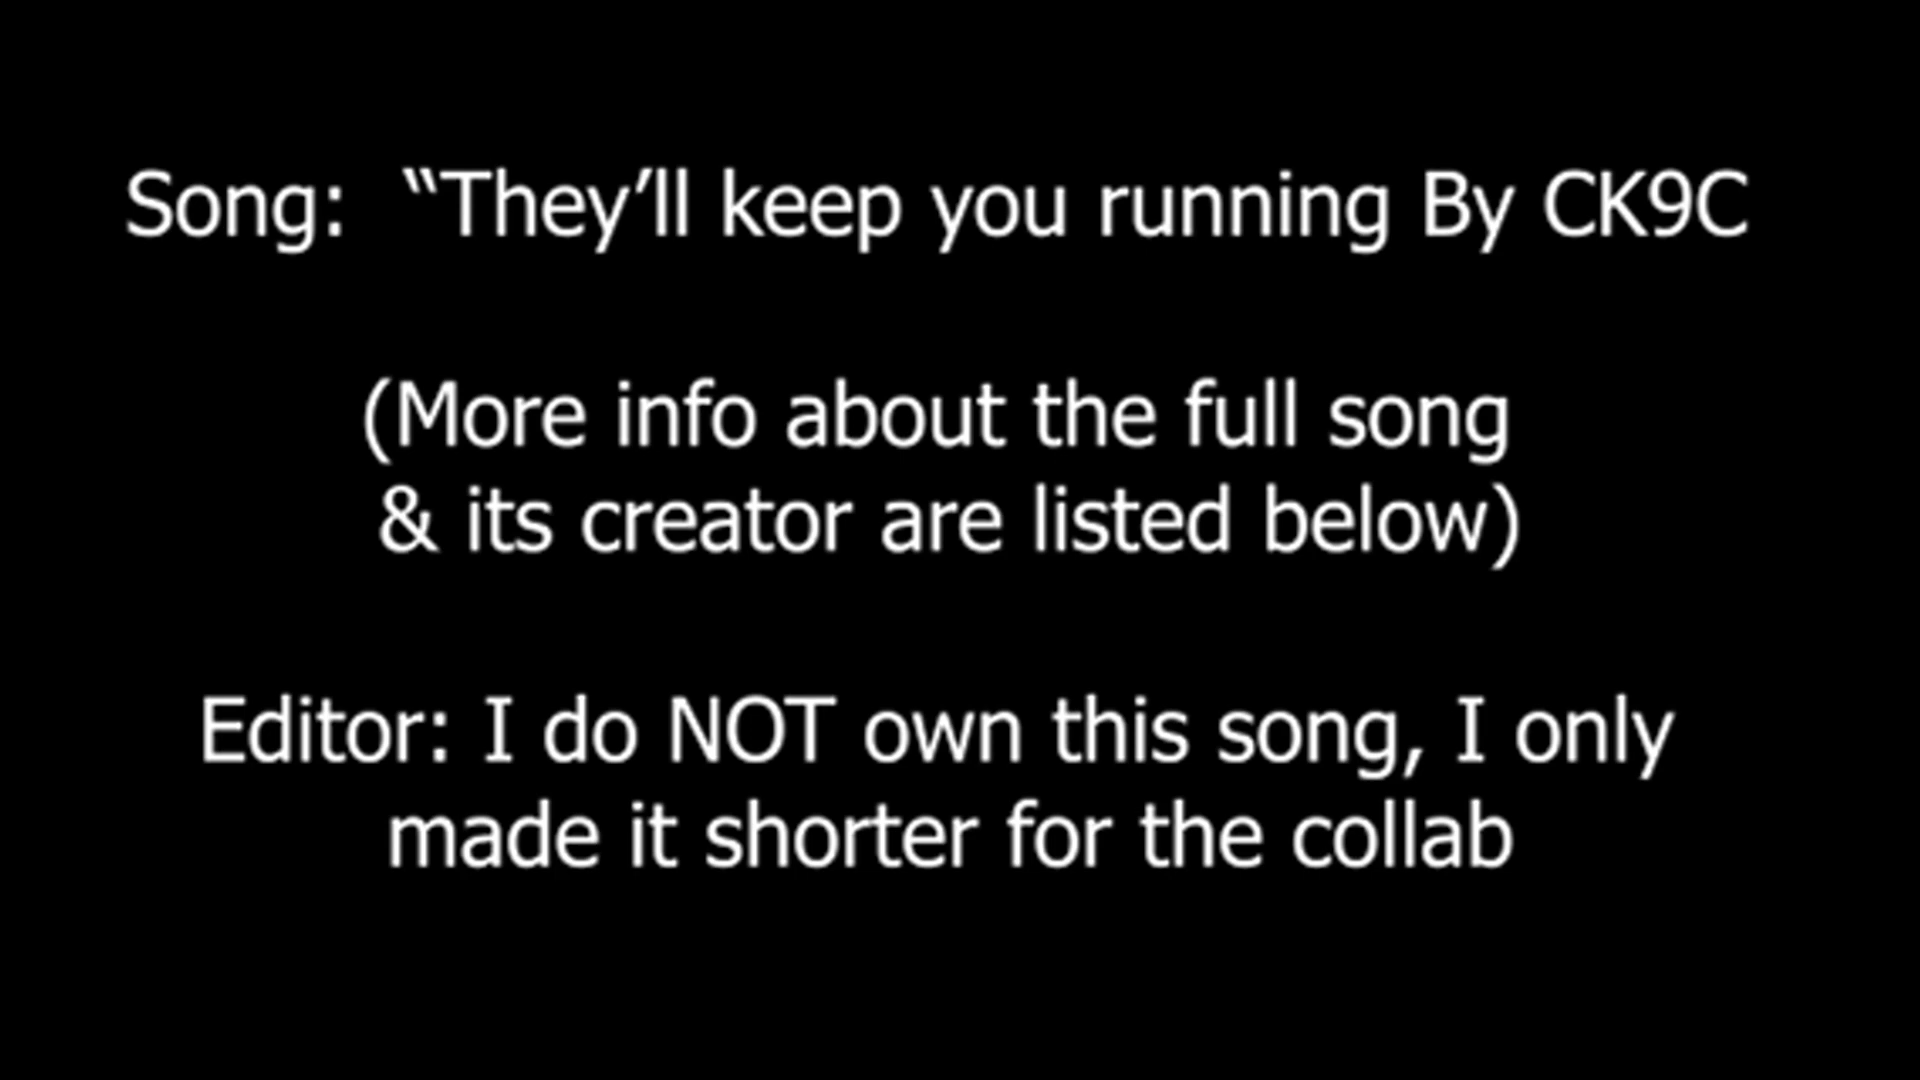 Song:  “They’ll keep you running By CK9C
(More info about the full song
& its creator are listed below)
Editor: I do NOT own this song, I only
made it shorter for the collab